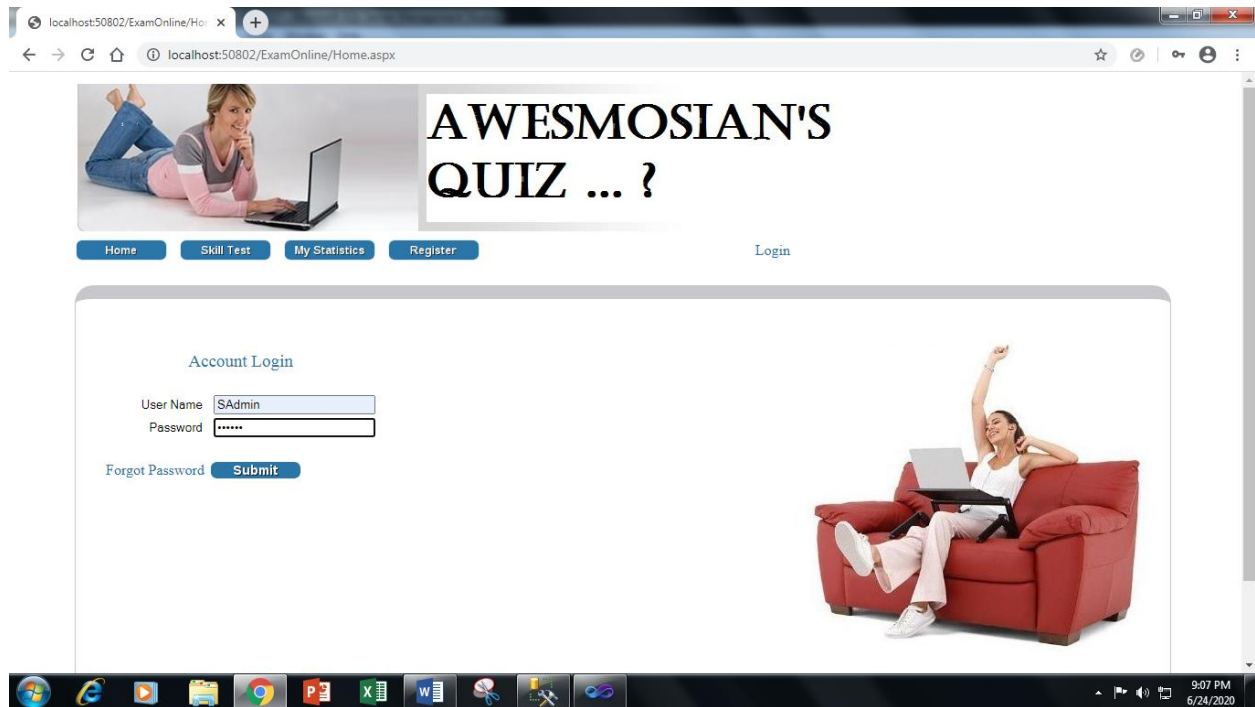 localhost:50802/ExamOnline/Hor
localhost:50802/ExamOnline/Home.aspx
AWESMOSIAN'S
QUIZ ... ?
Home Skill Test My Statistics Register Login
Account Login
User Name SAdmin
Password ••••••
Forgot Password Submit
9:07 PM
6/24/2020